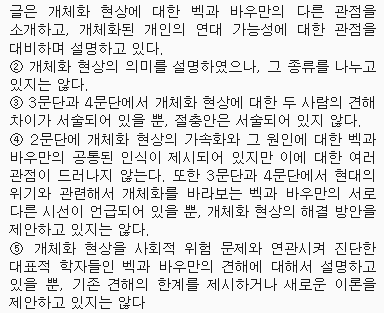 글은 개체화 현상에 대한 벡과 바우만의 다른 관점을
소개하고, 개체화된 개인의 연대 가능성에 대한 관점을
대비하며 설명하고 있다.
② 개체화 현상의 의미를 설명하였으나, 그 종류를 나누고
있지는 않다.
③ 3문단과 4문단에서 개체화 현상에 대한 두 사람의 견해
차이가 서술되어 있을 뿐, 절충안은 서술되어 있지 않다.
④ 2문단에 개체화 현상의 가속화와 그 원인에 대한 벡과
바우만의 공통된 인식이 제시되어 있지만 이에 대한 여러
관점이 드러나지 않는다. 또한 3문단과 4문단에서 현대의
위기와 관련해서 개체화를 바라보는 벡과 바우만의 서로
다른 시선이 언급되어 있을 뿐, 개체화 현상의 해결 방안을
제안하고 있지는 않다.
⑤ 개체화 현상을 사회적 위험 문제와 연관시켜 진단한
대표적 학자들인 벡과 바우만의 견해에 대해서 설명하고
있을 뿐, 기존 견해의 한계를 제시하거나 새로운 이론을
제안하고 있지는 않다